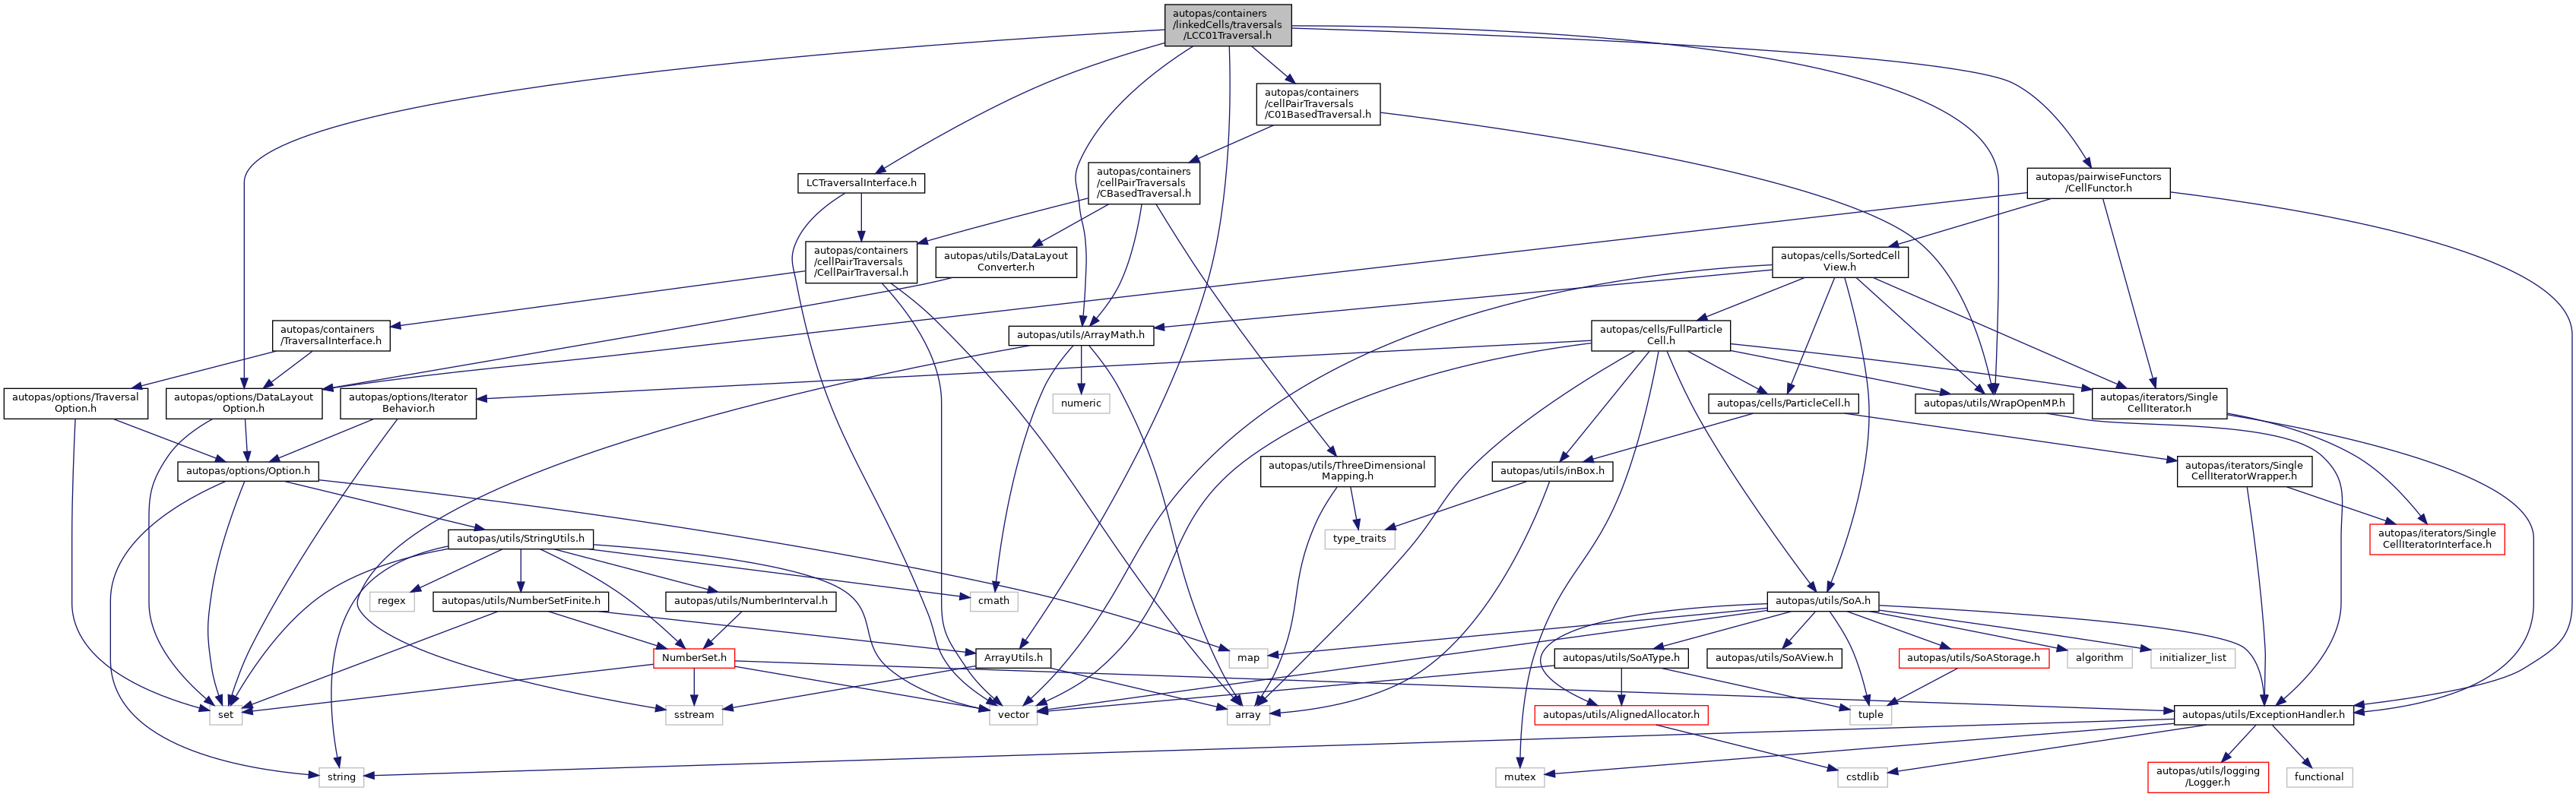 autopas/containers
/linkedCells/traversals
/LCC01Traversal.h
autopas/containers
/cellPairTraversals
/C01BasedTraversal.h
LCTraversalInterface.h
autopas/containers
/cellPairTraversals
/CBasedTraversal.h
autopas/pairwiseFunctors
/CellFunctor.h
autopas/containers
/cellPairTraversals
/CellPairTraversal.h
autopas/utils/DataLayout
Converter.h
autopas/cells/SortedCell
View.h
autopas/containers
/TraversalInterface.h
autopas/utils/ArrayMath.h
autopas/cells/FullParticle
Cell.h
autopas/options/Traversal
Option.h
autopas/options/DataLayout
Option.h
autopas/options/Iterator
Behavior.h
numeric
autopas/cells/ParticleCell.h
autopas/utils/WrapOpenMP.h
autopas/iterators/Single
CellIterator.h
autopas/options/Option.h
autopas/utils/ThreeDimensional
Mapping.h
autopas/utils/inBox.h
autopas/iterators/Single
CellIteratorWrapper.h
autopas/utils/StringUtils.h
type_traits
autopas/iterators/Single
CellIteratorInterface.h
regex
autopas/utils/NumberSetFinite.h
autopas/utils/NumberInterval.h
cmath
autopas/utils/SoA.h
NumberSet.h
ArrayUtils.h
map
autopas/utils/SoAType.h
autopas/utils/SoAView.h
autopas/utils/SoAStorage.h
algorithm
initializer_list
set
sstream
vector
array
autopas/utils/AlignedAllocator.h
tuple
autopas/utils/ExceptionHandler.h
string
mutex
cstdlib
autopas/utils/logging
/Logger.h
functional